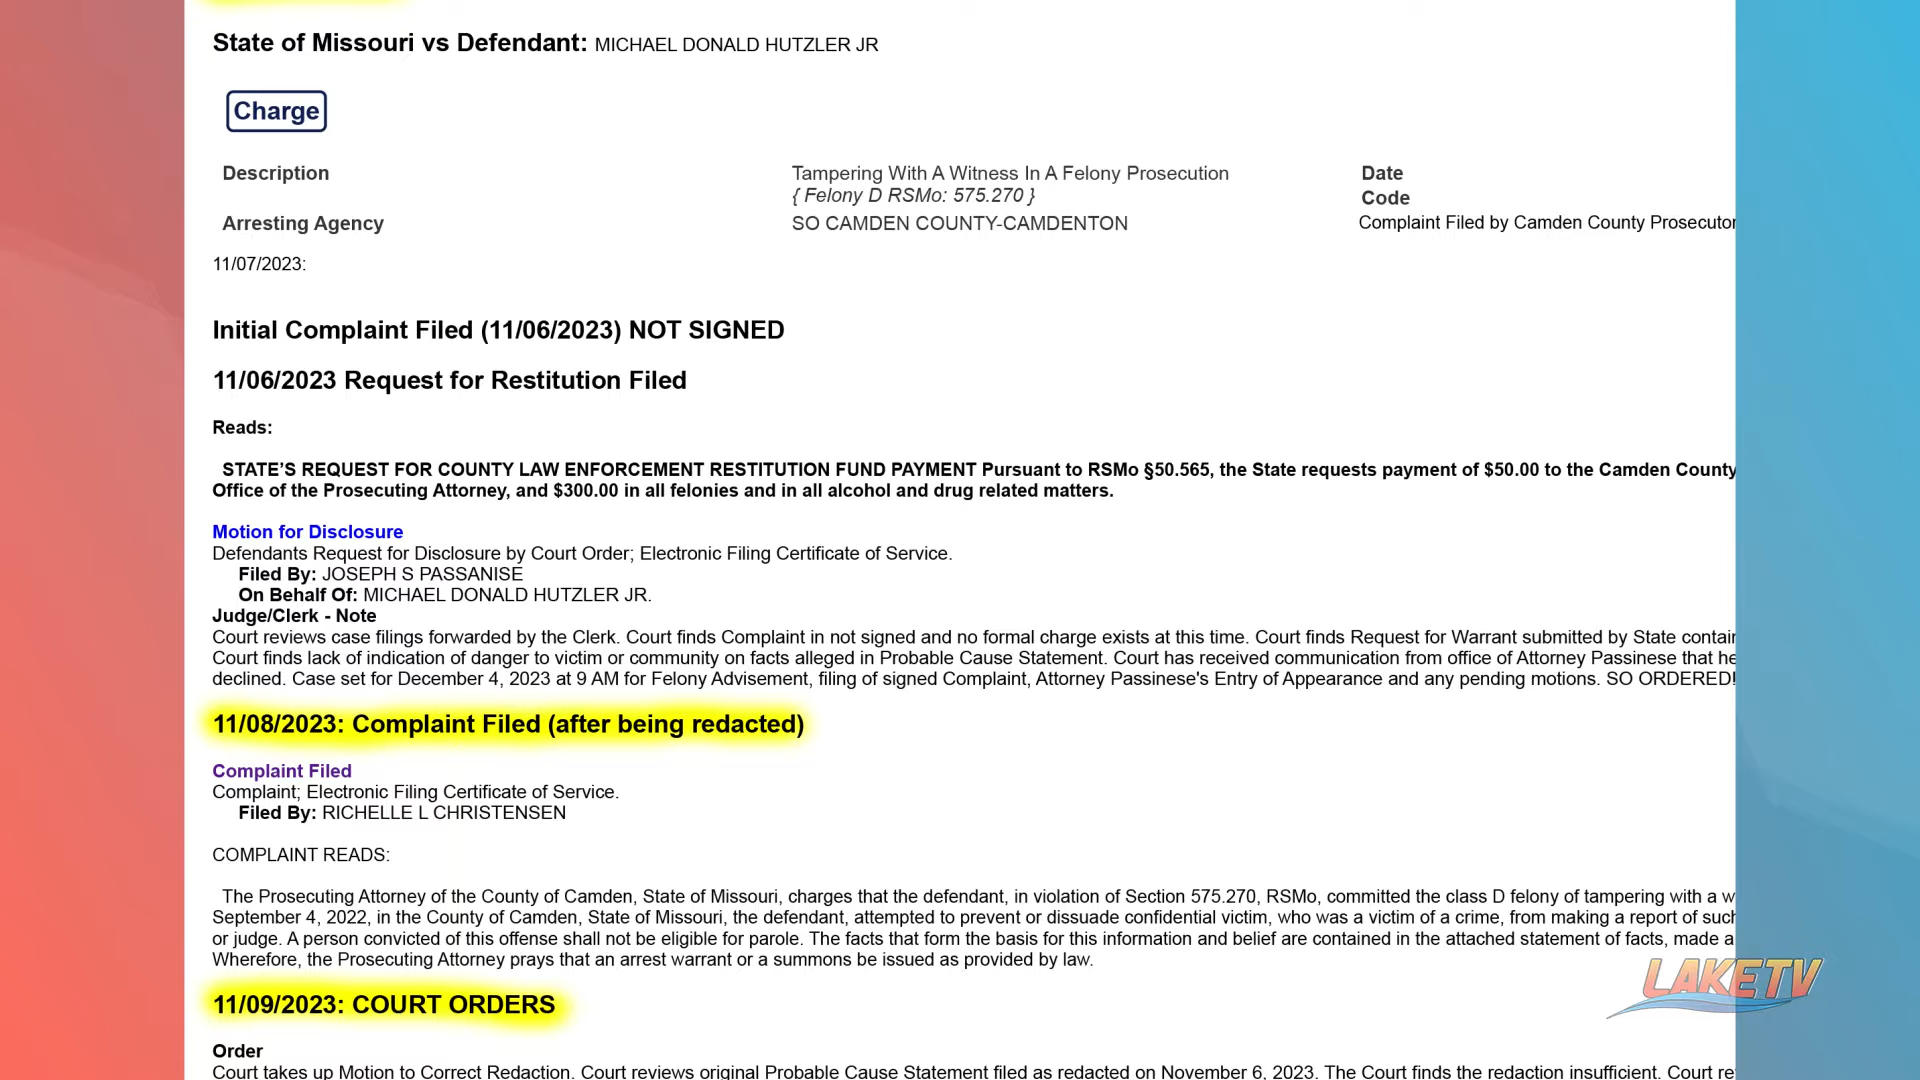 State of Missouri vs Defendant: MICHAEL DONALD HUTZLER JR
Charge
Description Tampering With A Witness In A Felony Prosecution Date
{ Felony D RSMo: 575.270 } Code
Arresting Agency SO CAMDEN COUNTY-CAMDENTON Complaint Filed by Camden County Prosecutor
11/07/2023:
Initial Complaint Filed (11/06/2023) NOT SIGNED
11/06/2023 Request for Restitution Filed
Reads:
STATE'S REQUEST FOR COUNTY LAW ENFORCEMENT RESTITUTION FUND PAYMENT Pursuant to RSMo §50.565, the State requests payment of $50.00 to the Camden County
Office of the Prosecuting Attorney, and $300.00 in all felonies and in all alcohol and drug related matters.
Motion for Disclosure
Defendants Request for Disclosure by Court Order; Electronic Filing Certificate of Service.
Filed By: JOSEPH S PASSANISE
On Behalf Of: MICHAEL DONALD HUTZLER JR.
Judge/Clerk - Note
Court reviews case filings forwarded by the Clerk. Court finds Complaint in not signed and no formal charge exists at this time. Court finds Request for Warrant submitted by State contain
Court finds lack of indication of danger to victim or community on facts alleged in Probable Cause Statement. Court has received communication from office of Attorney Passinese that he
declined. Case set for December 4, 2023 at 9 AM for Felony Advisement, filing of signed Complaint, Attorney Passinese's Entry of Appearance and any pending motions. SO ORDERED!
11/08/2023: Complaint Filed (after being redacted)
Complaint Filed
Complaint; Electronic Filing Certificate of Service.
Filed By: RICHELLE L CHRISTENSEN
COMPLAINT READS:
The Prosecuting Attorney of the County of Camden, State of Missouri, charges that the defendant, in violation of Section 575.270, RSMo, committed the class D felony of tampering with a w
September 4, 2022, in the County of Camden, State of Missouri, the defendant, attempted to prevent or dissuade confidential victim, who was a victim of a crime, from making a report of such
or judge. A person convicted of this offense shall not be eligible for parole. The facts that form the basis for this information and belief are contained in the attached statement of facts, made a
Wherefore, the Prosecuting Attorney prays that an arrest warrant or a summons be issued as provided by law.
LAKETV
11/09/2023: COURT ORDERS
Order
Court takes up Motion to Correct Redaction. Court reviews original Probable Cause Statement filed as redacted on November 6, 2023. The Court finds the redaction insufficient. Court re